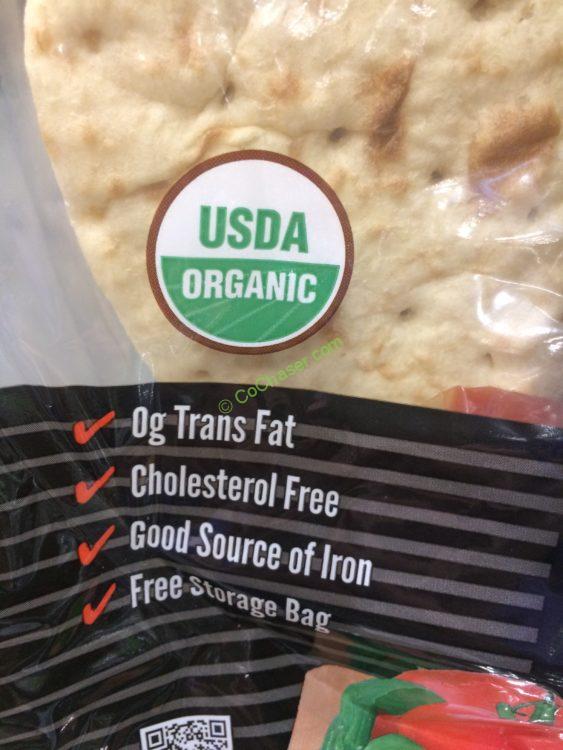 USDA
ORGANIC
© CoChaser.com
0g Trans Fat
Cholesterol Free
Good Source of Iron
Free Storage Bag